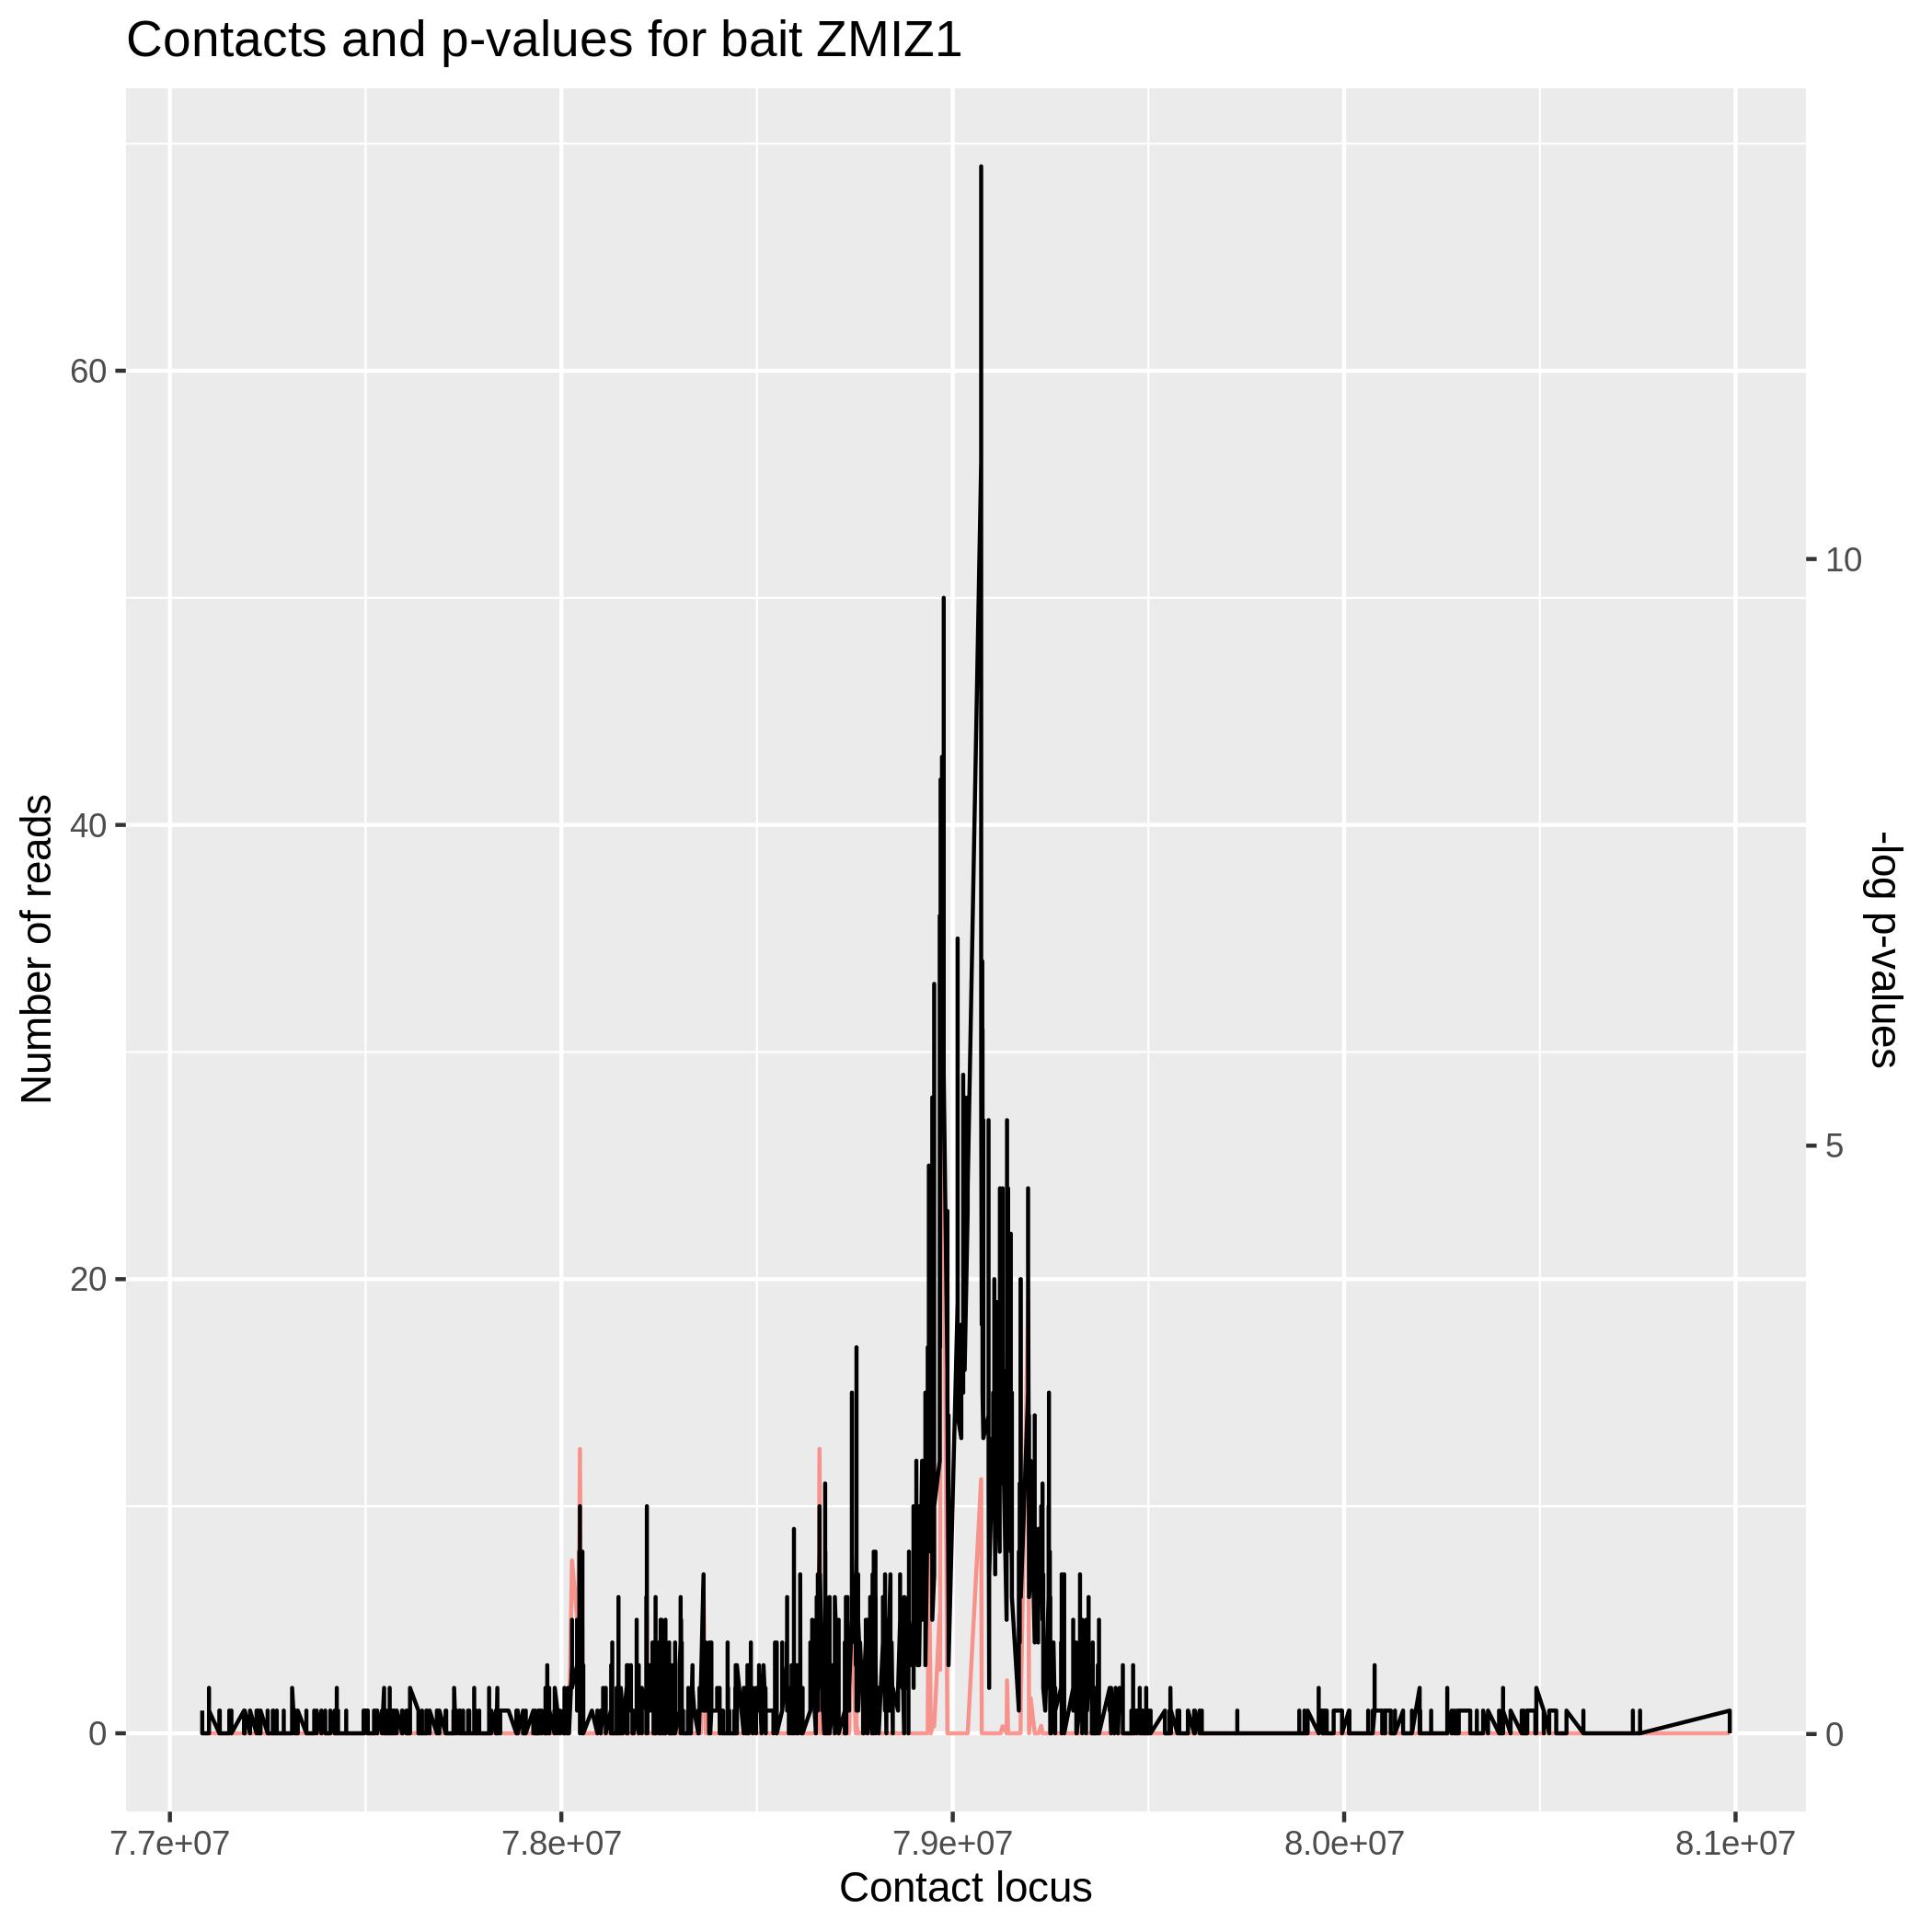 Contacts and p-values for bait ZMIZ1
60
40
20
0
10
5
0
Number of reads
-log p-values
7.7e+07 7.8e+07 7.9e+07 8.0e+07 8.1e+07
Contact locus